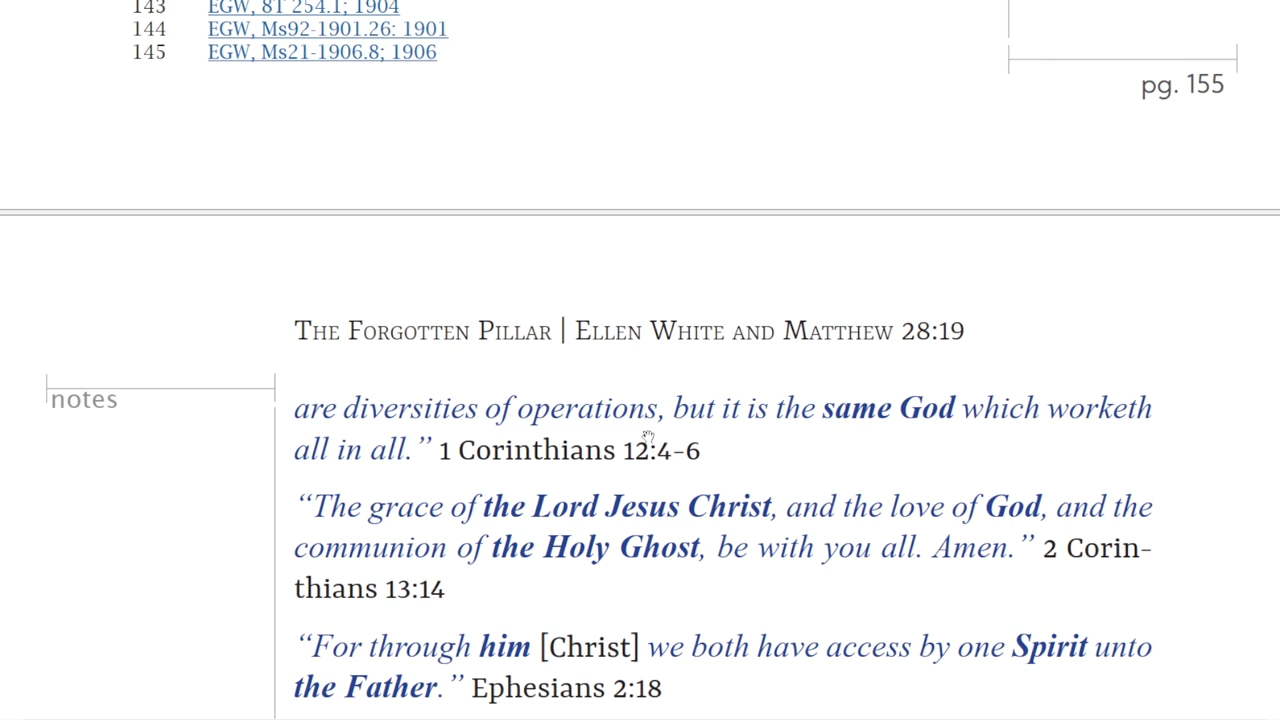 143 EGW, 8T 254.1; 1904
144 EGW, Ms92-1901.26; 1901
145 EGW, Ms21-1906.8; 1906
pg. 155
The Forgotten Pillar | Ellen White and Matthew 28:19
notes
are diversities of operations, but it is the same God which worketh
all in all.” 1 Corinthians 12:4-6
“The grace of the Lord Jesus Christ, and the love of God, and the
communion of the Holy Ghost, be with you all. Amen.” 2 Corin-
thians 13:14
“For through him [Christ] we both have access by one Spirit unto
the Father.” Ephesians 2:18